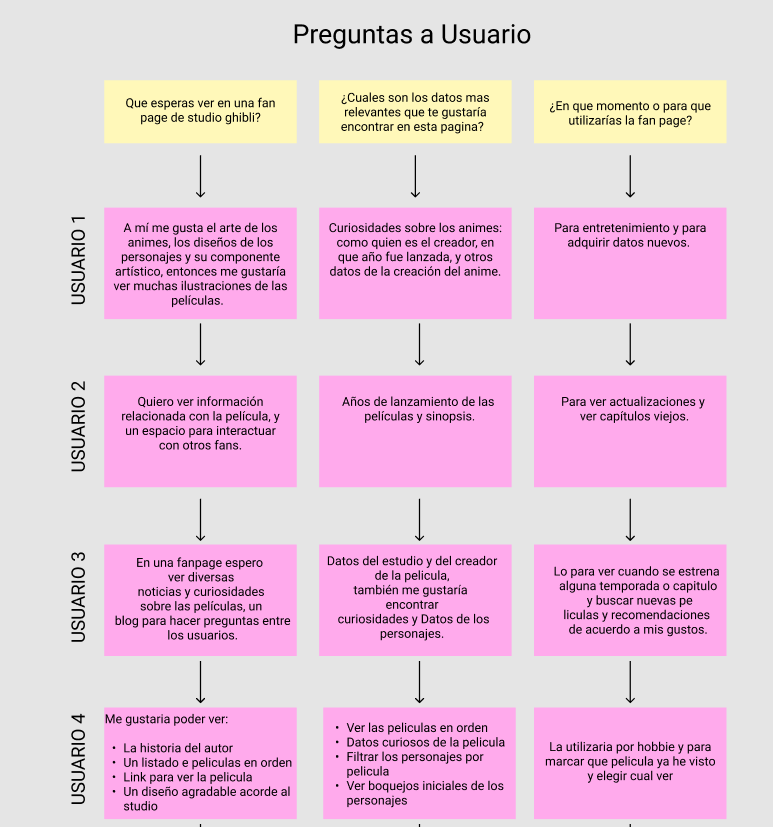 Preguntas a Usuario
Que esperas ver en una fan
page de studio ghibli?
¿Cuales son los datos mas
relevantes que te gustaría
encontrar en esta pagina?
¿En que momento o para que
utilizarías la fan page?
USUARIO 1
A mí me gusta el arte de los
animes, los diseños de los
personajes y su componente
artístico, entonces me gustaría
ver muchas ilustraciones de las
películas.
Curiosidades sobre los animes:
como quien es el creador, en
que año fue lanzada, y otros
datos de la creación del anime.
Para entretenimiento y para
adquirir datos nuevos.
USUARIO 2
Quiero ver información
relacionada con la película, y
un espacio para interactuar
con otros fans.
Años de lanzamiento de las
películas y sinopsis.
Para ver actualizaciones y
ver capítulos viejos.
USUARIO 3
En una fanpage espero
ver diversas
noticias y curiosidades
sobre las películas, un
blog para hacer preguntas entre
los usuarios.
Datos del estudio y del creador
de la pelicula,
también me gustaría
encontrar
curiosidades y Datos de los
personajes.
Lo para ver cuando se estrena
alguna temporada o capitulo
y buscar nuevas pe
liculas y recomendaciones
de acuerdo a mis gustos.
USUARIO 4
Me gustaria poder ver:
• La historia del autor
• Un listado e peliculas en orden
• Link para ver la pelicula
• Un diseño agradable acorde al
studio
• Ver las peliculas en orden
• Datos curiosos de la pelicula
• Filtrar los personajes por
pelicula
• Ver boquejos iniciales de los
personajes
La utilizaria por hobbie y para
marcar que pelicula ya he visto
y elegir cual ver